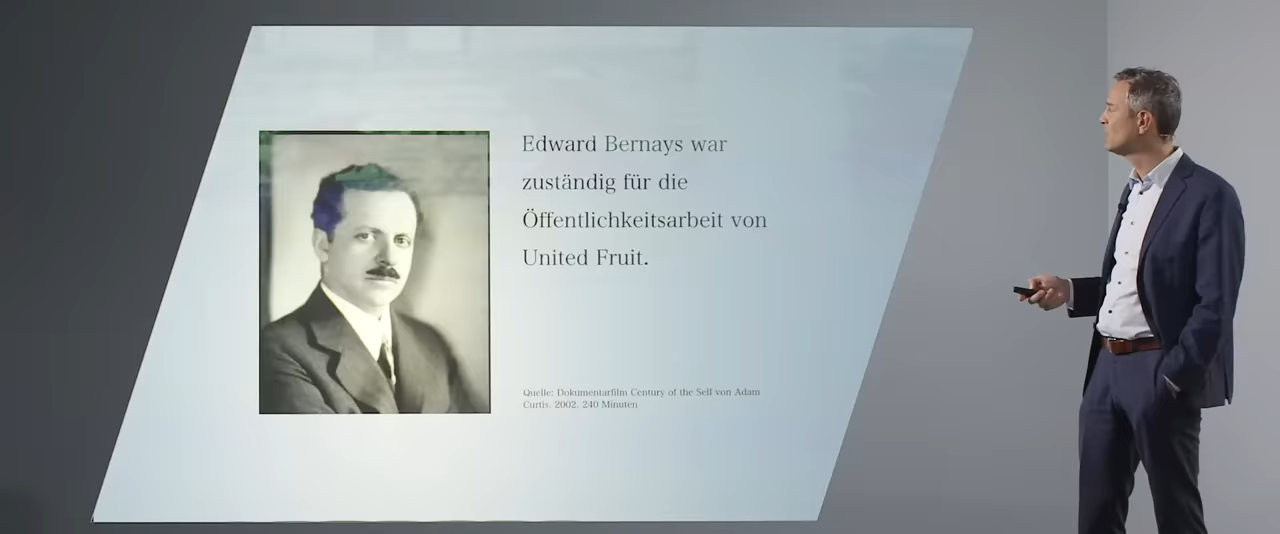 Edward Bernays war
zuständig für die
Öffentlichkeitsarbeit von
United Fruit.
Quelle: Dokumentarfilm Century of the Self von Adam
Curtis. 2002. 240 Minuten